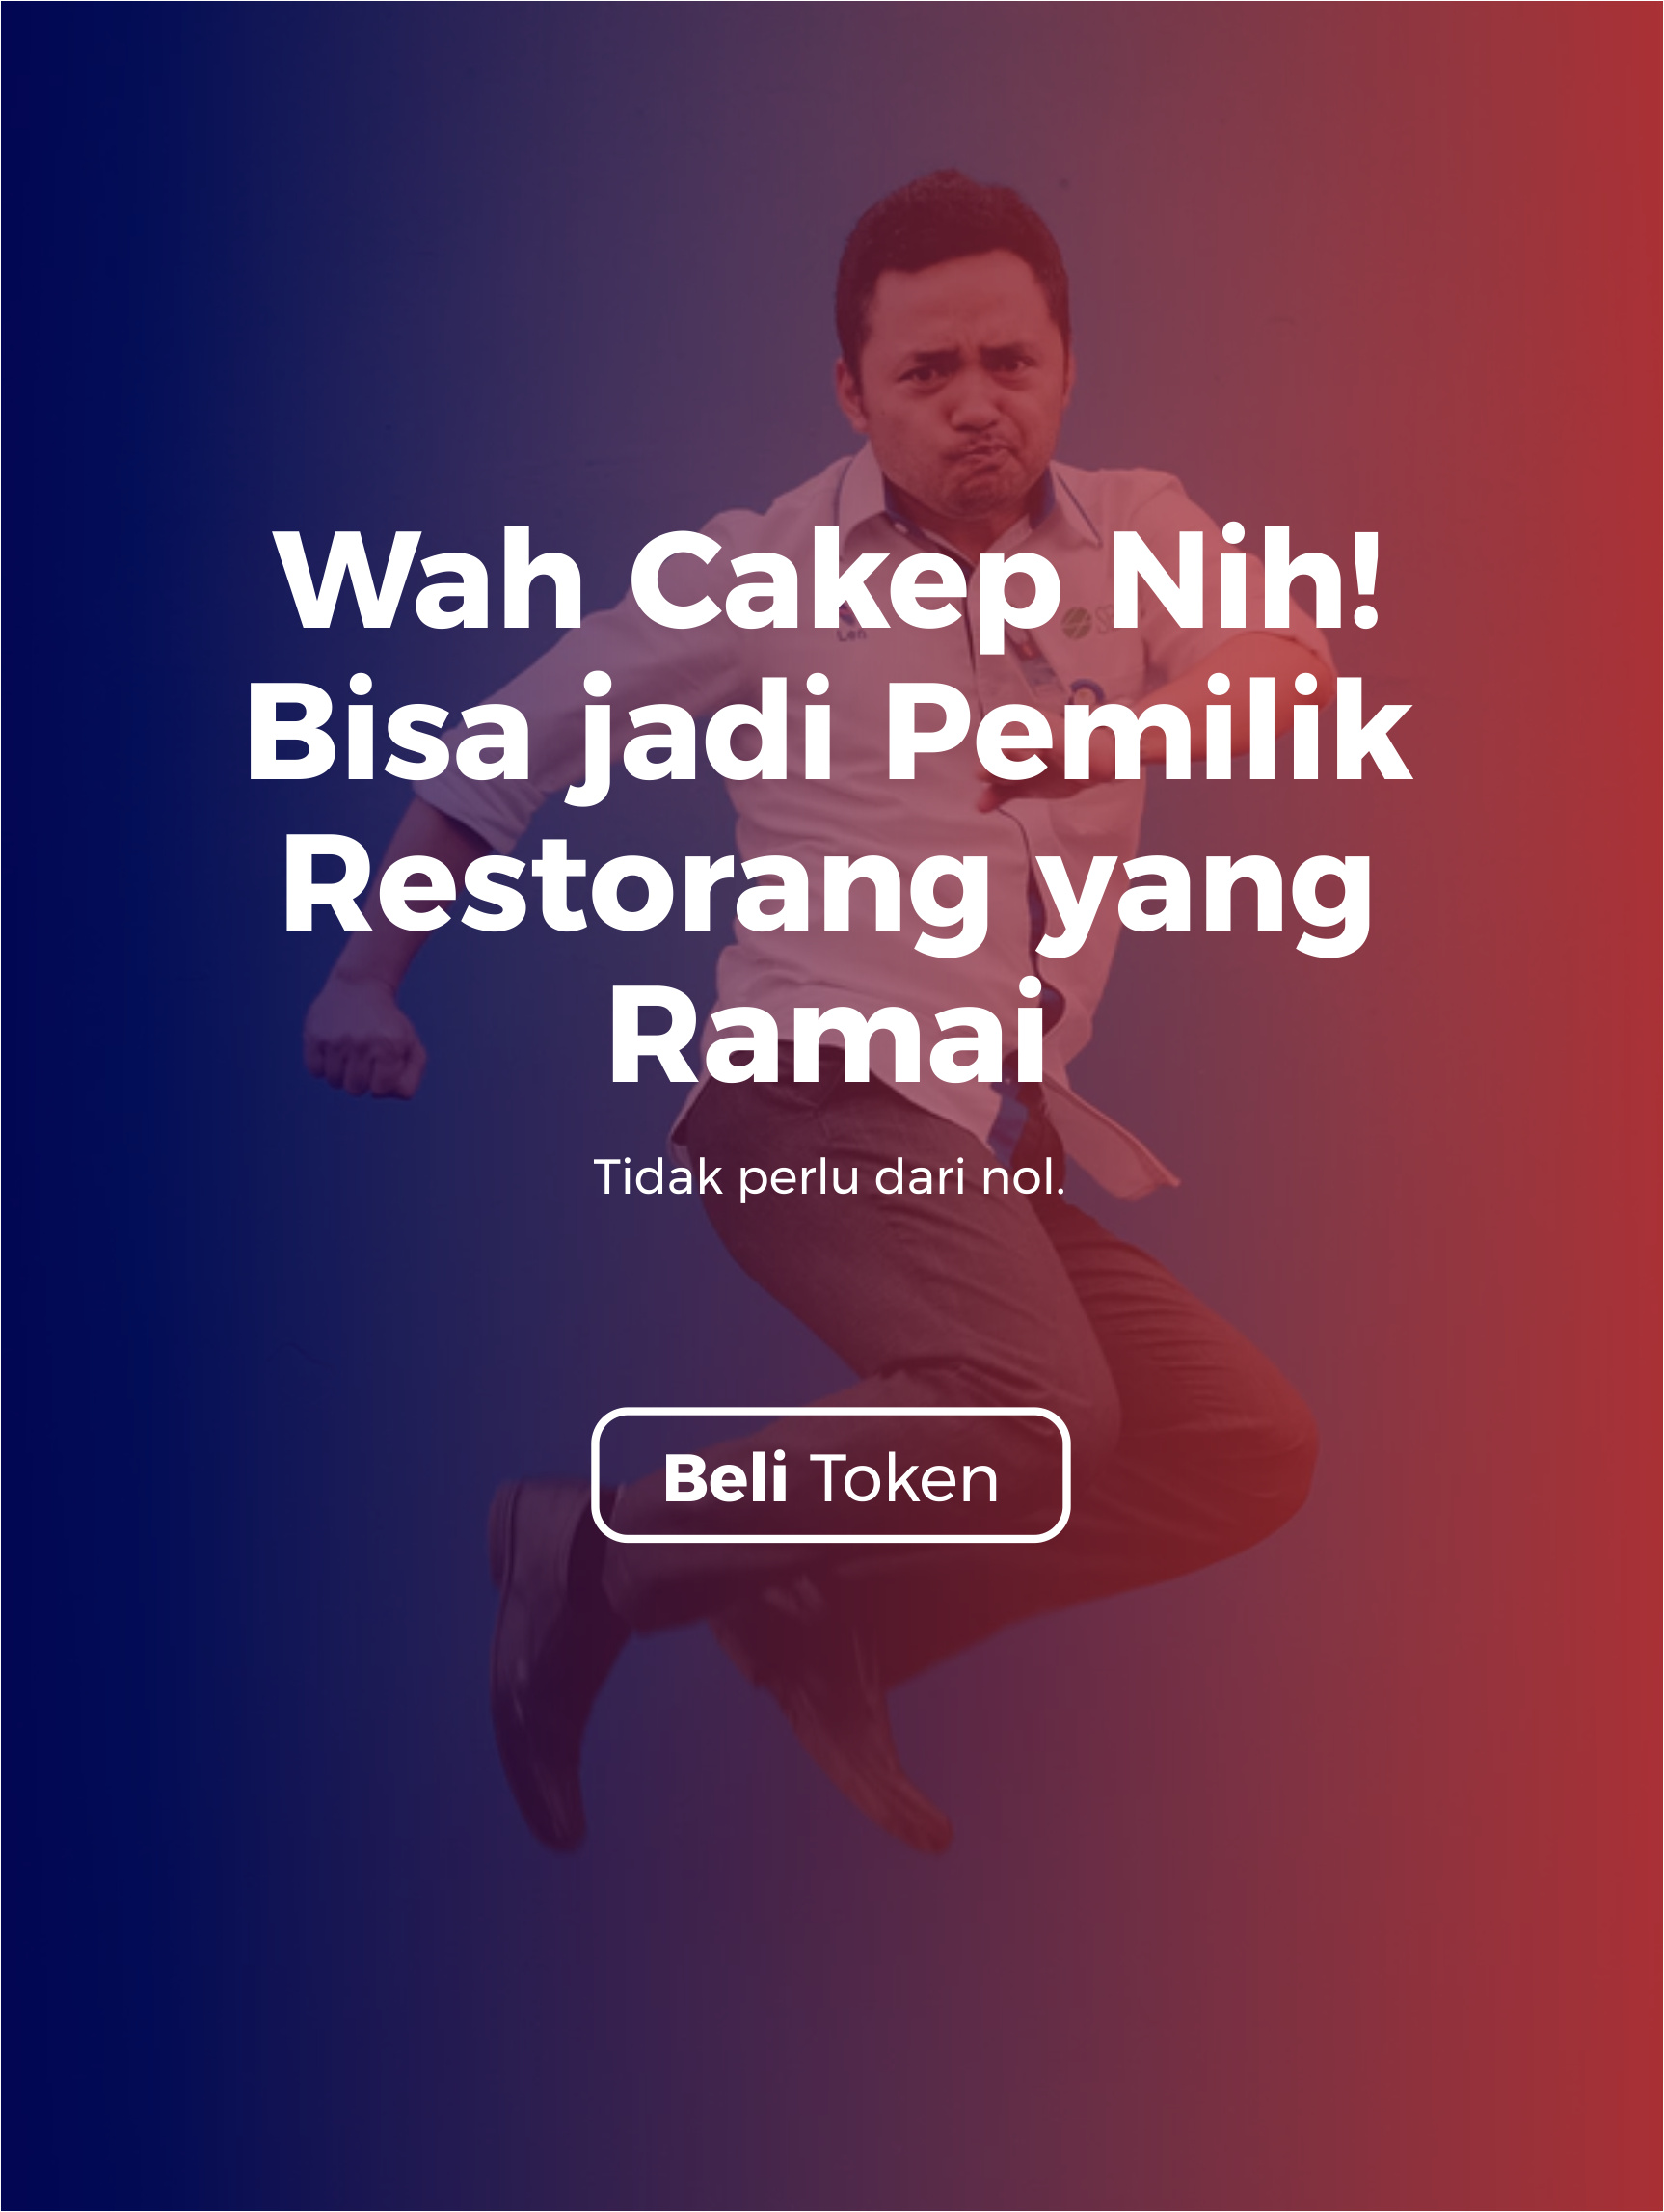 Wah Cakep Nih!
Bisa jadi Pemilik
Restorang yang
Ramai
Tidak perlu dari nol.
Beli Token